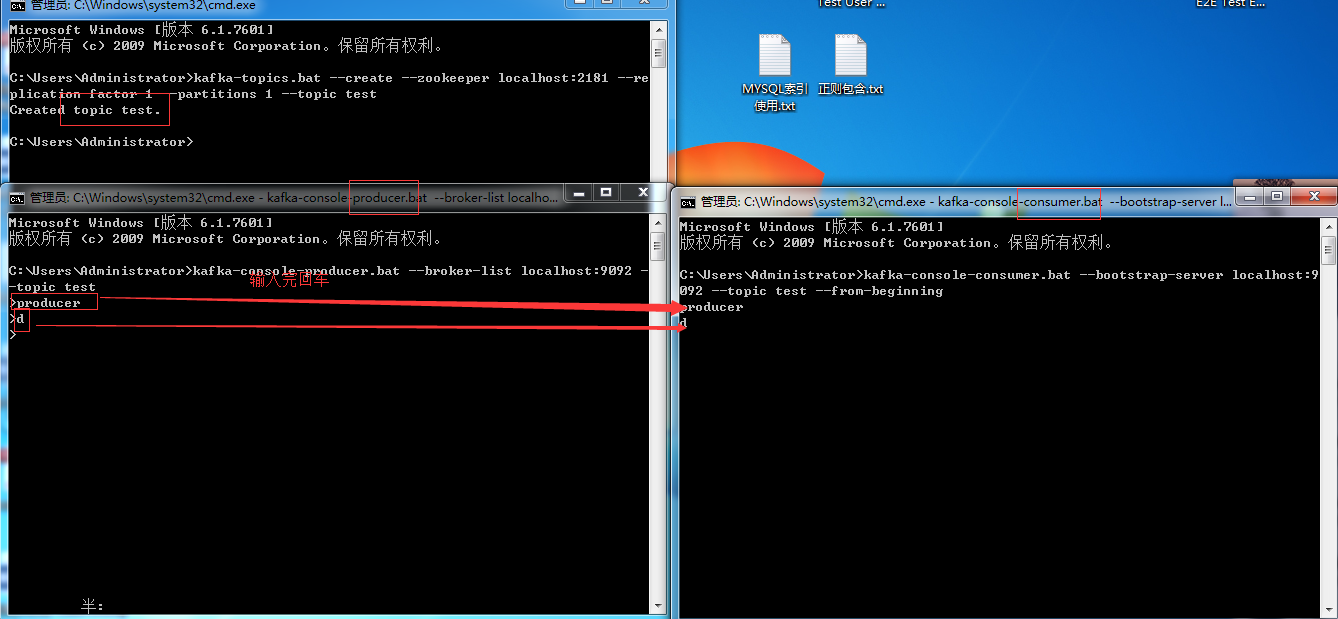 管理员: C:\Windows\system32\cmd.exe
Microsoft Windows [版本 6.1.7601]
版权所有 (c) 2009 Microsoft Corporation。保留所有权利。
C:\Users\Administrator>kafka-topics.bat --create --zookeeper localhost:2181 --re
plication-factor 1 --partitions 1 --topic test
Created topic test.
C:\Users\Administrator>
Test User ...
E2E Test E...
MYSQL索引
使用.txt
正则包含.txt
管理员: C:\Windows\system32\cmd.exe - kafka-console-producer.bat --broker-list localho...
Microsoft Windows [版本 6.1.7601]
版权所有 (c) 2009 Microsoft Corporation。保留所有权利。
C:\Users\Administrator>kafka-console-producer.bat --broker-list localhost:9092 -
-topic test
输入完回车
>producer
>d
>
半:
管理员: C:\Windows\system32\cmd.exe - kafka-console-consumer.bat --bootstrap-server l...
Microsoft Windows [版本 6.1.7601]
版权所有 (c) 2009 Microsoft Corporation。保留所有权利。
C:\Users\Administrator>kafka-console-consumer.bat --bootstrap-server localhost:9
092 --topic test --from-beginning
producer
d